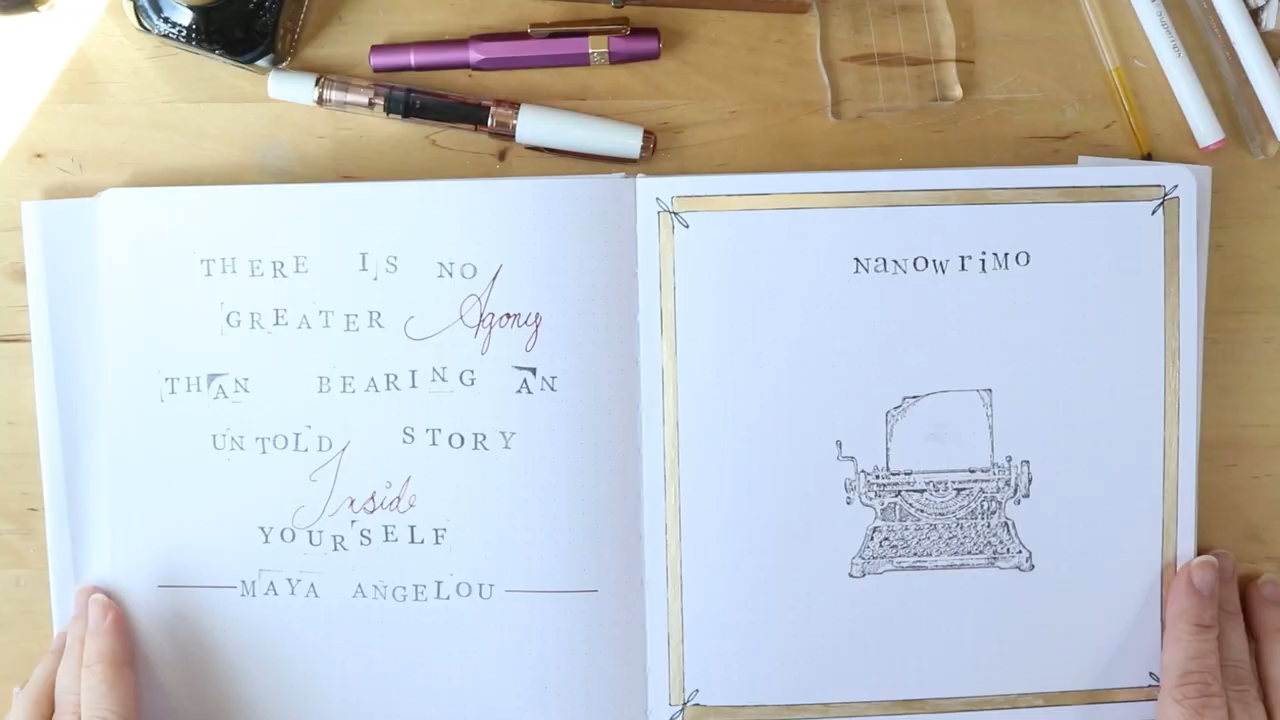 THERE IS NO
GREATER Agony
THAN BEARING AN
UNTOLD STORY
Inside
YOURSELF
MAYA ANGELOU
NaNOWriMO